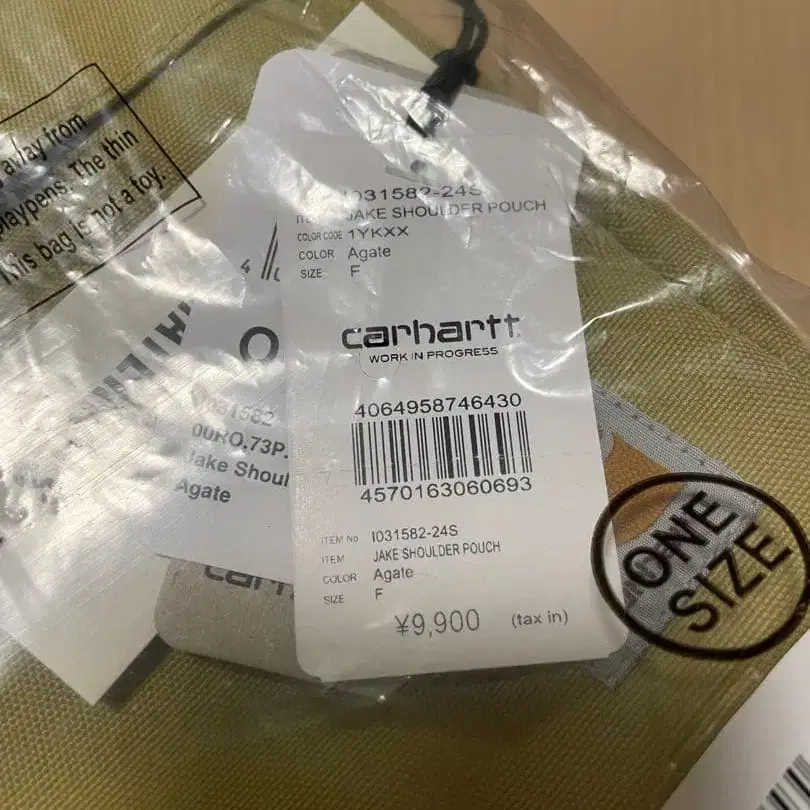 away from
playpens. The thin
This bag is not a toy.
I031582-24S
JAKE SHOULDER POUCH
COLOR CODE 1YKXX
COLOR Agate
SIZE F
carhartt
WORK IN PROGRESS
4064958746430
4570163060693
ITEM No I031582-24S
ITEM JAKE SHOULDER POUCH
COLOR Agate
SIZE F
¥9,900 (tax in)
00RO.73P.
Jake Shoul
Agate
ONE
SIZE